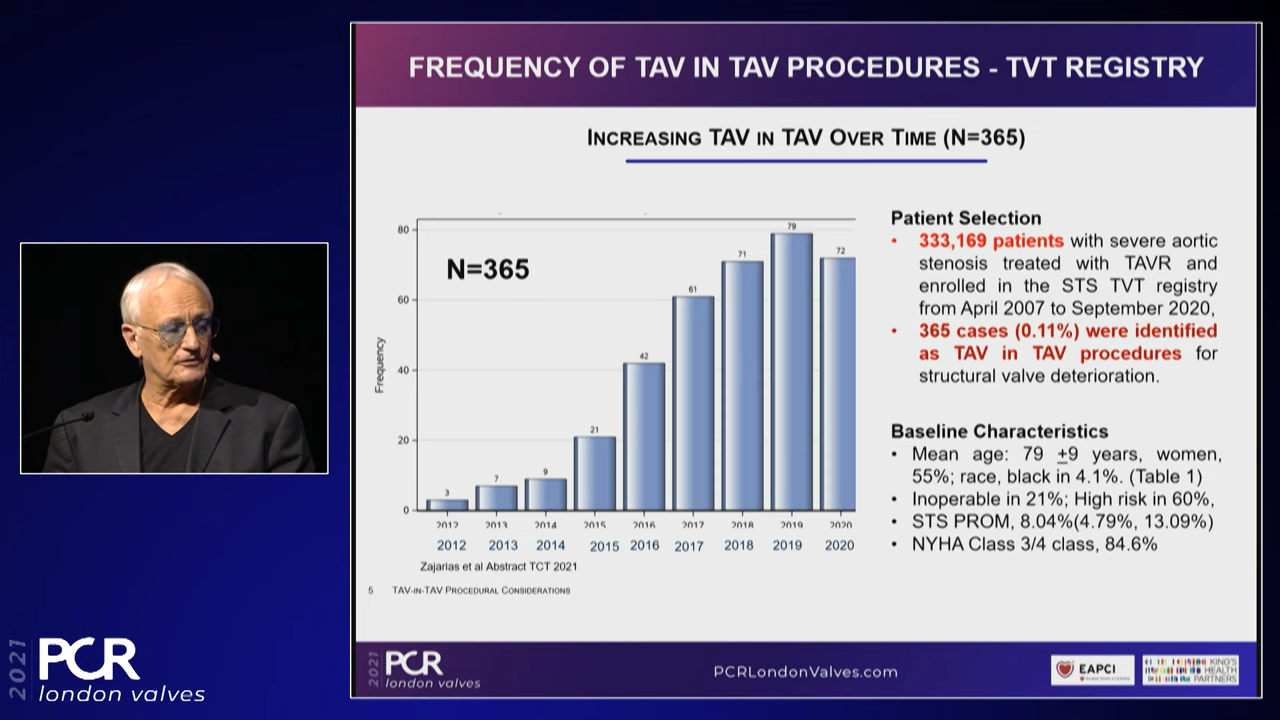 FREQUENCY OF TAV IN TAV PROCEDURES - TVT REGISTRY
INCREASING TAV IN TAV OVER TIME (N=365)
80
60
40
20
0
Frequency
N=365
3
7
9
21
42
61
71
79
72
2012 2013 2014 2015 2016 2017 2018 2019 2020
2012 2013 2014 2015 2016 2017 2018 2019 2020
Zajarias et al Abstract TCT 2021
5 TAV-IN-TAV PROCEDURAL CONSIDERATIONS
Patient Selection
• 333,169 patients with severe aortic
stenosis treated with TAVR and
enrolled in the STS TVT registry
from April 2007 to September 2020,
• 365 cases (0.11%) were identified
as TAV in TAV procedures for
structural valve deterioration.
Baseline Characteristics
• Mean age: 79 +9 years, women,
55%; race, black in 4.1%. (Table 1)
• Inoperable in 21%; High risk in 60%,
• STS PROM, 8.04%(4.79%, 13.09%)
• NYHA Class 3/4 class, 84.6%
2021
PCR
london valves
PCRLondonValves.com
EAPCI
KING'S
HEALTH
PARTNERS
2021
PCR
london valves